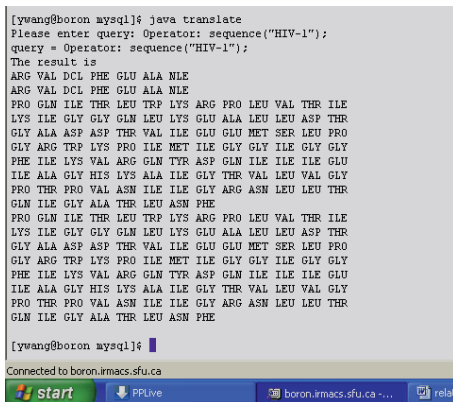 [ywang@boron mysql]$ java translate
Please enter query: Operator: sequence("HIV-1");
query = Operator: sequence("HIV-1");
The result is
ARG VAL DCL PHE GLU ALA NLE
ARG VAL DCL PHE GLU ALA NLE
PRO GLN ILE THR LEU TRP LYS ARG PRO LEU VAL THR ILE
LYS ILE GLY GLY GLN LEU LYS GLU ALA LEU LEU ASP THR
GLY ALA ASP ASP THR VAL ILE GLU GLU MET SER LEU PRO
GLY ARG TRP LYS PRO ILE MET ILE GLY GLY ILE GLY GLY
PHE ILE LYS VAL ARG GLN TYR ASP GLN ILE ILE ILE GLU
ILE ALA GLY HIS LYS ALA ILE GLY THR VAL LEU VAL GLY
PRO THR PRO VAL ASN ILE ILE GLY ARG ASN LEU LEU THR
GLN ILE GLY ALA THR LEU ASN PHE
PRO GLN ILE THR LEU TRP LYS ARG PRO LEU VAL THR ILE
LYS ILE GLY GLY GLN LEU LYS GLU ALA LEU LEU ASP THR
GLY ALA ASP ASP THR VAL ILE GLU GLU MET SER LEU PRO
GLY ARG TRP LYS PRO ILE MET ILE GLY GLY ILE GLY GLY
PHE ILE LYS VAL ARG GLN TYR ASP GLN ILE ILE ILE GLU
ILE ALA GLY HIS LYS ALA ILE GLY THR VAL LEU VAL GLY
PRO THR PRO VAL ASN ILE ILE GLY ARG ASN LEU LEU THR
GLN ILE GLY ALA THR LEU ASN PHE
[ywang@boron mysql]$
Connected to boron.irmacs.sfu.ca
start PPLive boron.irmacs.sfu.ca -... rela